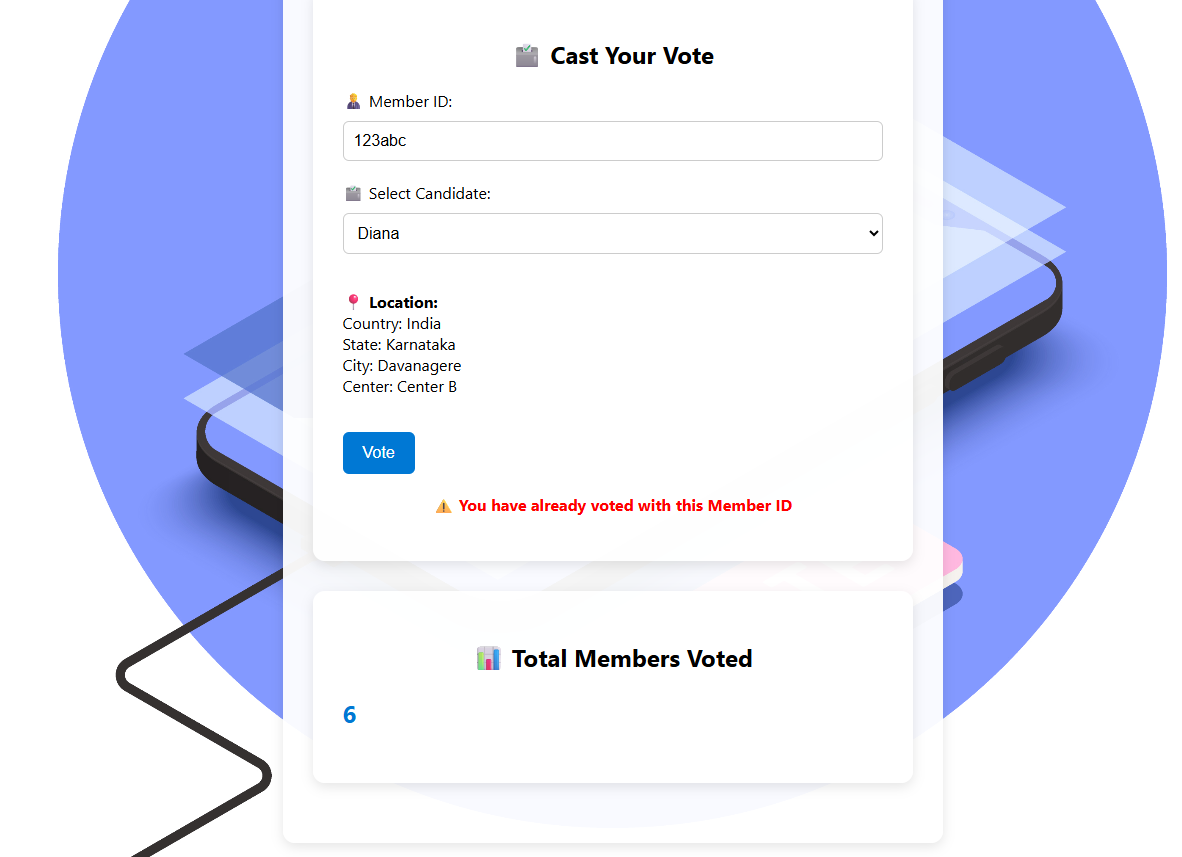 Cast Your Vote
Member ID:
123abc
Select Candidate:
Diana
Location:
Country: India
State: Karnataka
City: Davanagere
Center: Center B
Vote
You have already voted with this Member ID
Total Members Voted
6